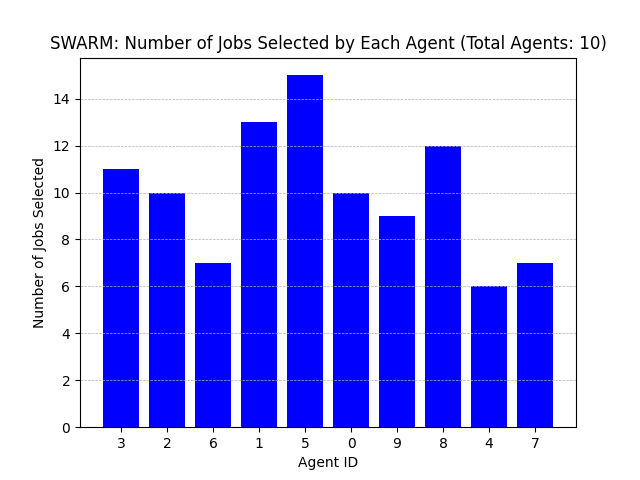 SWARM: Number of Jobs Selected by Each Agent (Total Agents: 10)
Number of Jobs Selected
14
12
10
8
6
4
2
0
3 2 6 1 5 0 9 8 4 7
Agent ID